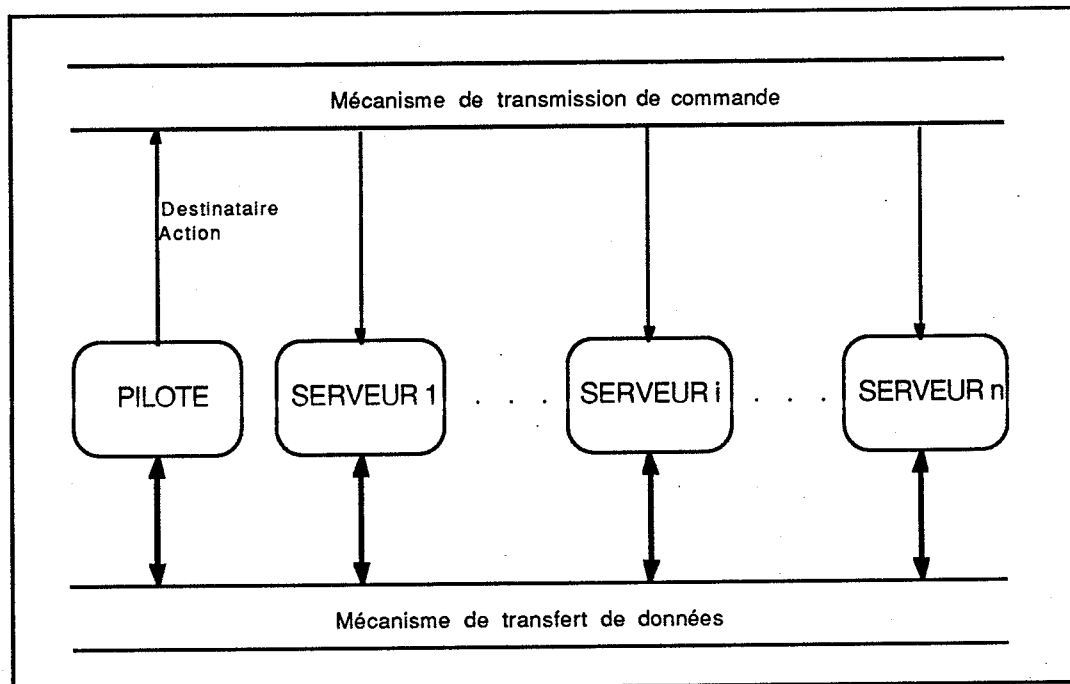 Mécanisme de transmission de commande
Destinataire
Action
PILOTE
SERVEUR 1
. . .
SERVEUR i
. . .
SERVEUR n
Mécanisme de transfert de données